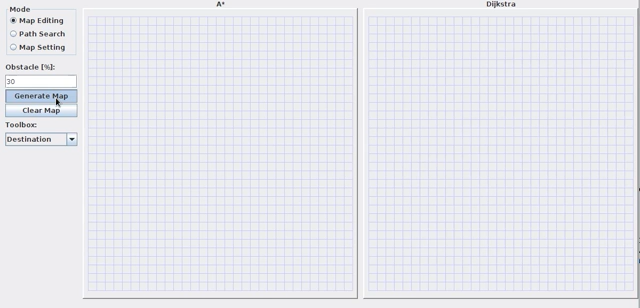 Mode
Map Editing
Path Search
Map Setting
Obstacle [%]:
30
Generate Map
Clear Map
Toolbox:
Destination
A*
Dijkstra